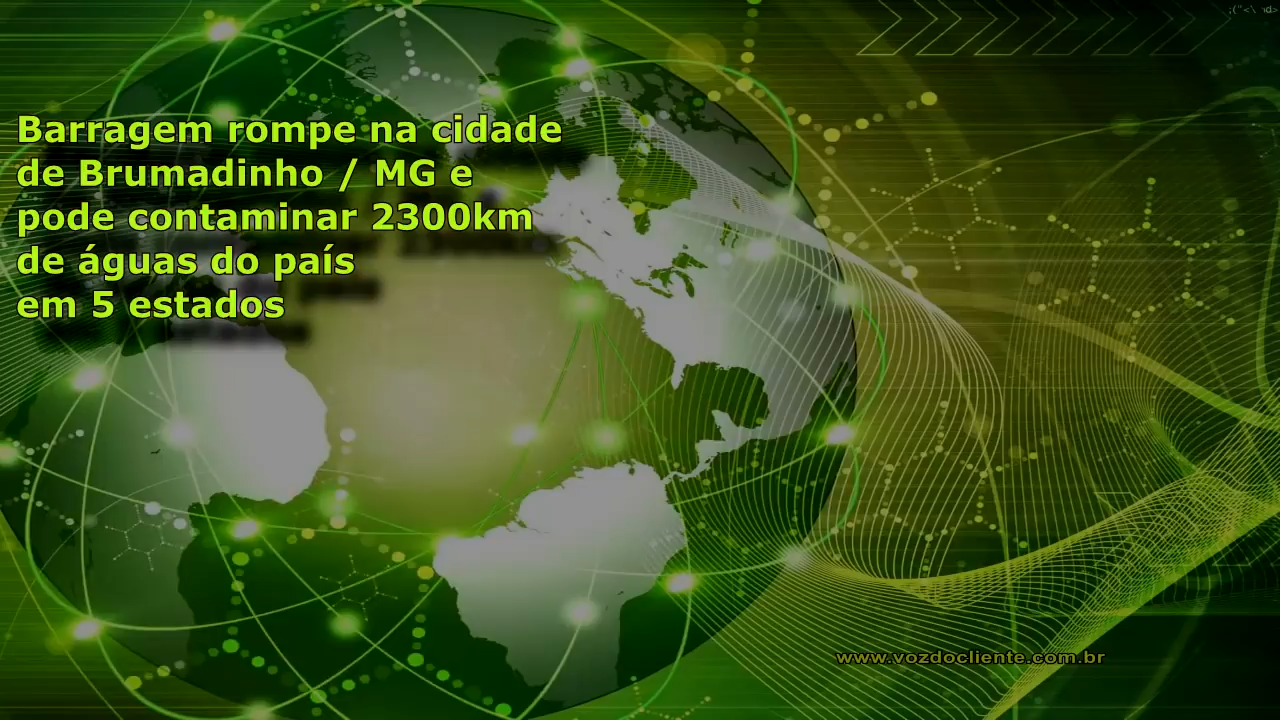 Barragem rompe na cidade
de Brumadinho / MG e
pode contaminar 2300km
de águas do país
em 5 estados
www.vozdocliente.com.br